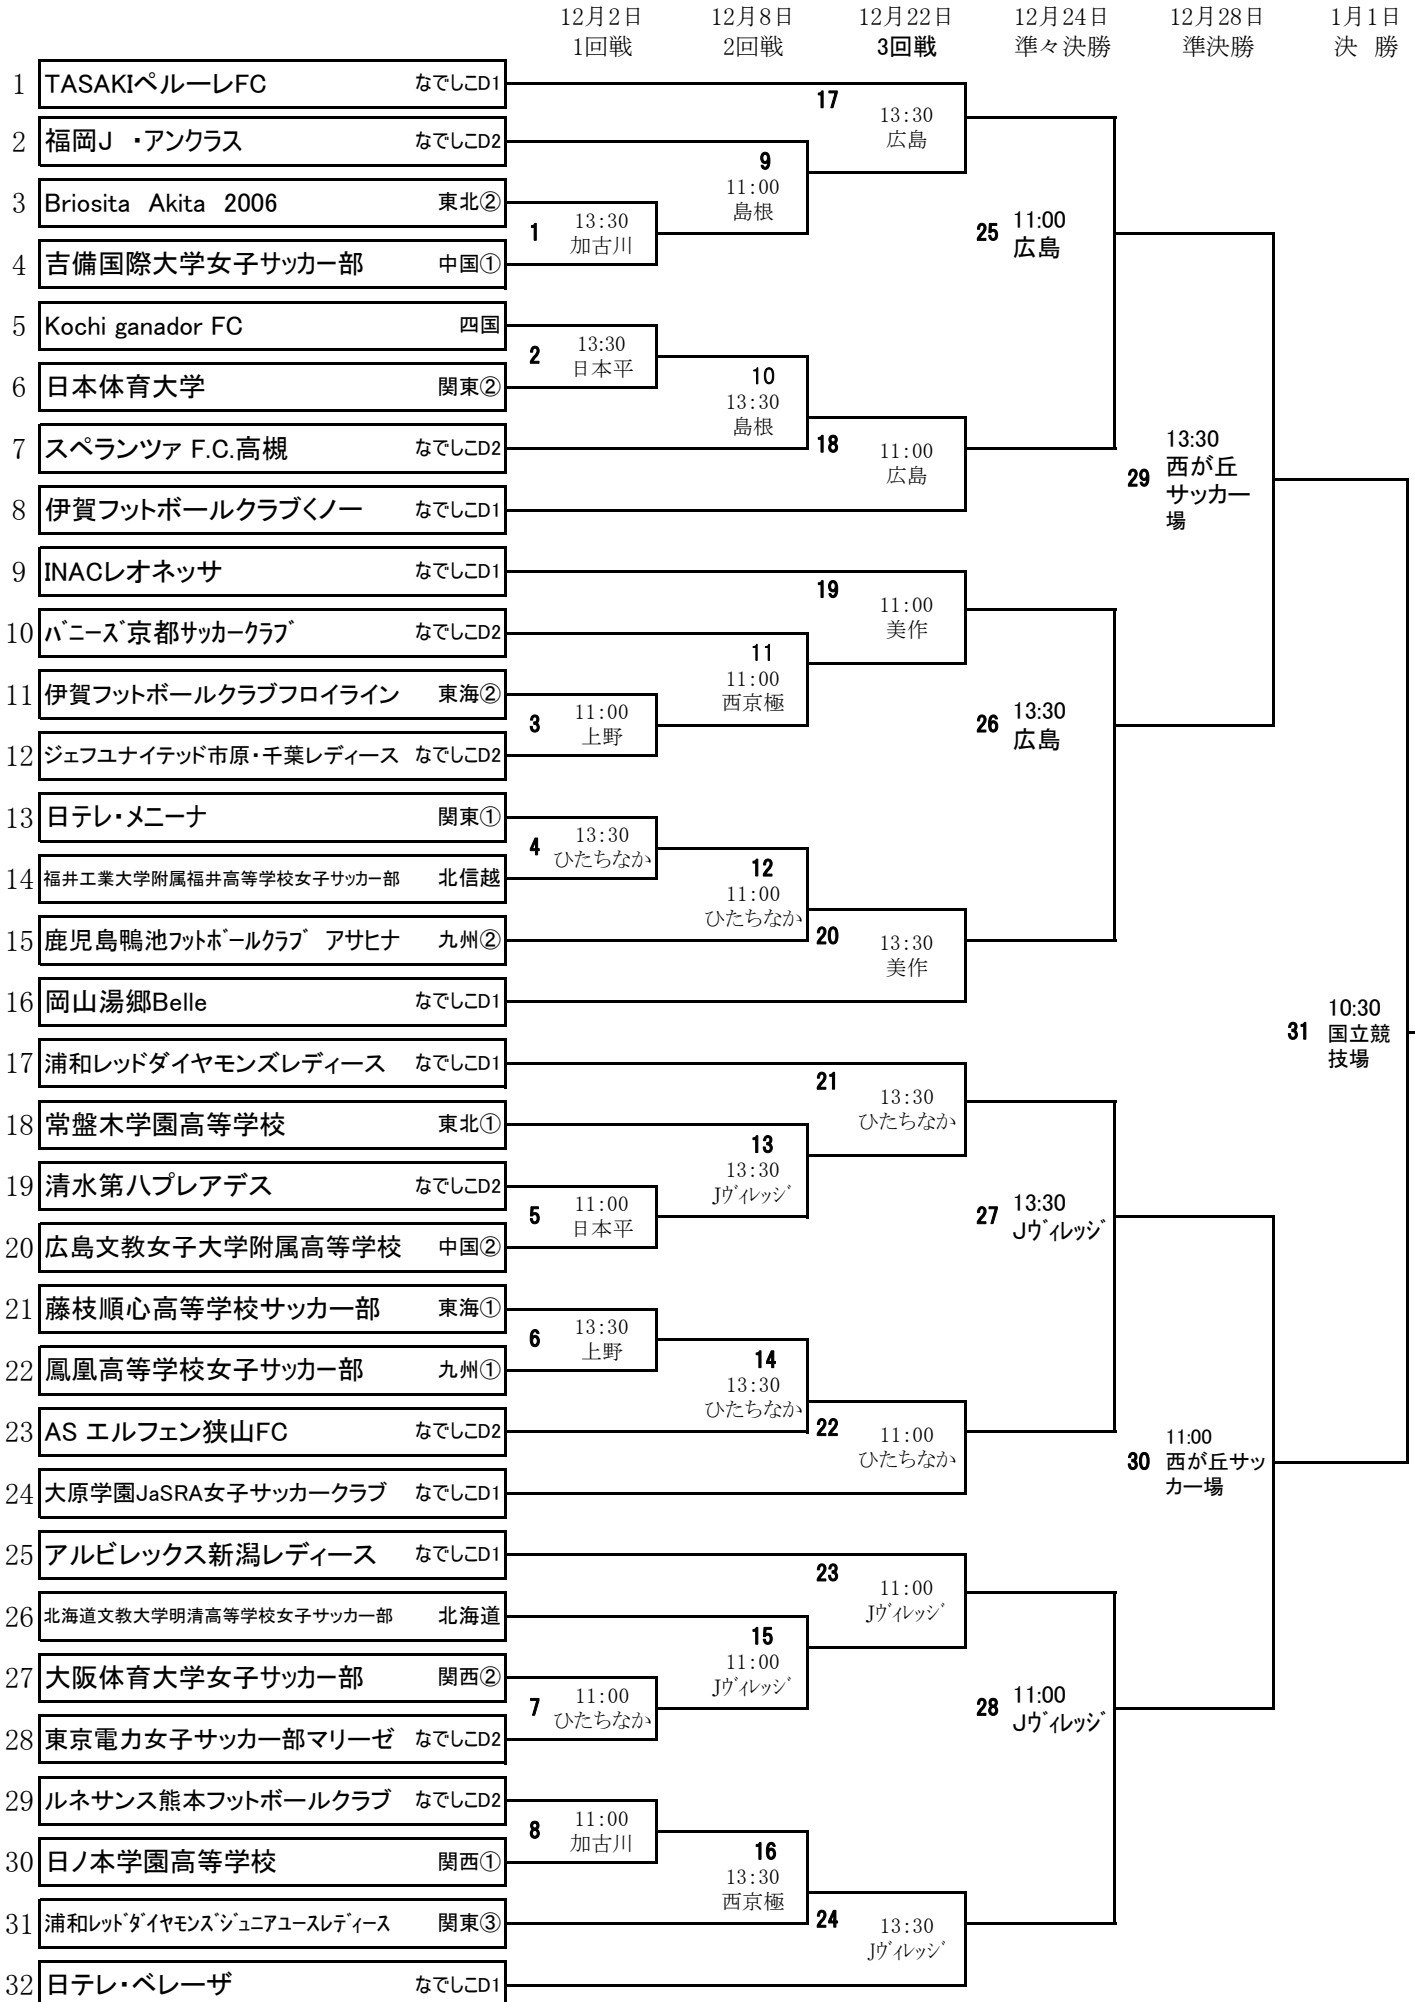 12月2日 12月8日 12月22日 12月24日 12月28日 1月1日
1回戦 2回戦 3回戦 準々決勝 準決勝 決 勝
1 TASAKIペルーレFC なでしこD1
17
13:30
広島
2 福岡J ・アンクラス なでしこD2
9
11:00
島根
3 Briosita Akita 2006 東北②
1
13:30
加古川
25
11:00
広島
4 吉備国際大学女子サッカー部 中国①
5 Kochi ganador FC 四国
2
13:30
日本平
6 日本体育大学 関東②
10
13:30
島根
7 スペランツァ F.C.高槻 なでしこD2
18
11:00
広島
29
13:30
西が丘
サッカー
場
8 伊賀フットボールクラブくノー なでしこD1
9 INACレオネッサ なでしこD1
19
11:00
美作
10 バニーズ京都サッカークラブ なでしこD2
11
11:00
西京極
11 伊賀フットボールクラブフロイライン 東海②
3
11:00
上野
26
13:30
広島
12 ジェフユナイテッド市原・千葉レディース なでしこD2
13 日テレ・メニーナ 関東①
4
13:30
ひたちなか
14 福井工業大学附属福井高等学校女子サッカー部 北信越
12
11:00
ひたちなか
15 鹿児島鴨池フットボールクラブ アサヒナ 九州②
20
13:30
美作
16 岡山湯郷Belle なでしこD1
31
10:30
国立競
技場
17 浦和レッドダイヤモンズレディース なでしこD1
21
13:30
ひたちなか
18 常盤木学園高等学校 東北①
13
13:30
Jヴィレッジ
19 清水第八プレアデス なでしこD2
5
11:00
日本平
27
13:30
Jヴィレッジ
20 広島文教女子大学附属高等学校 中国②
21 藤枝順心高等学校サッカー部 東海①
6
13:30
上野
22 鳳凰高等学校女子サッカー部 九州①
14
13:30
ひたちなか
23 AS エルフェン狭山FC なでしこD2
22
11:00
ひたちなか
30
11:00
西が丘サッ
カー場
24 大原学園JaSRA女子サッカークラブ なでしこD1
25 アルビレックス新潟レディース なでしこD1
23
11:00
Jヴィレッジ
26 北海道文教大学明清高等学校女子サッカー部 北海道
15
11:00
Jヴィレッジ
27 大阪体育大学女子サッカー部 関西②
7
11:00
ひたちなか
28
11:00
Jヴィレッジ
28 東京電力女子サッカー部マリーゼ なでしこD2
29 ルネサンス熊本フットボールクラブ なでしこD2
8
11:00
加古川
30 日ノ本学園高等学校 関西①
16
13:30
西京極
31 浦和レッドダイヤモンズジュニアユースレディース 関東③
24
13:30
Jヴィレッジ
32 日テレ・ベレーザ なでしこD1